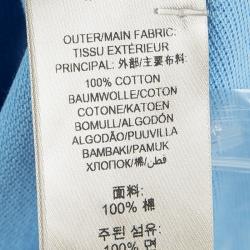 OUTER/MAIN FABRIC:
TISSU EXTÉRIEUR
PRINCIPAL: 外部/主要布料
100% COTTON
BAUMWOLLE/COTON
COTONE/KATOEN
BOMULL/ALGODÓN
ALGODÃO/PUUVILLA
BAMBAKI/PAMUK
ХЛОПОК/棉/قطن
面料:
100% 棉
주된 섬유:
100% 면